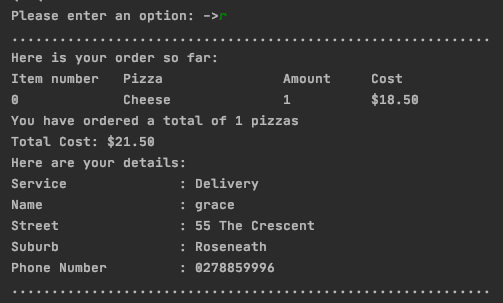 Please enter an option: ->r
............................................................
Here is your order so far:
Item number   Pizza               Amount     Cost
0             Cheese              1          $18.50
You have ordered a total of 1 pizzas
Total Cost: $21.50
Here are your details:
Service              : Delivery
Name                 : grace
Street               : 55 The Crescent
Suburb               : Roseneath
Phone Number         : 0278859996
............................................................